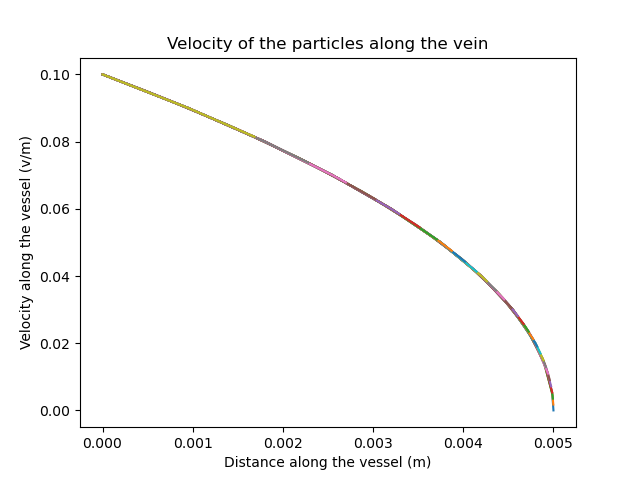 Velocity of the particles along the vein
Velocity along the vessel (v/m)
0.10
0.08
0.06
0.04
0.02
0.00
0.000 0.001 0.002 0.003 0.004 0.005
Distance along the vessel (m)